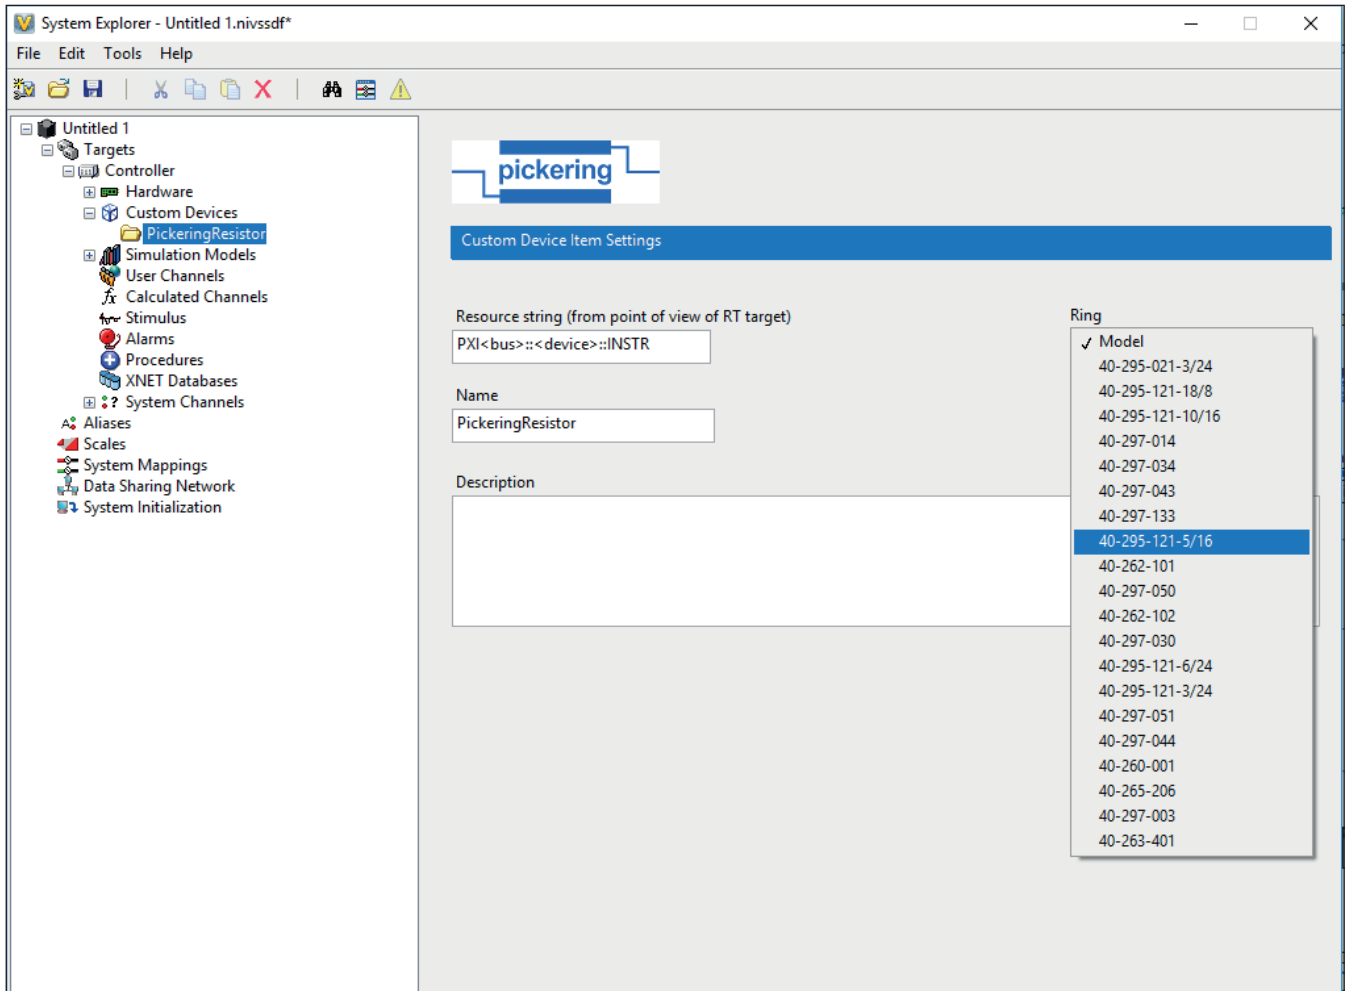 System Explorer - Untitled 1.nivssdf*
File Edit Tools Help
Untitled 1
Targets
Controller
Hardware
Custom Devices
PickeringResistor
Simulation Models
User Channels
fx Calculated Channels
Stimulus
Alarms
Procedures
XNET Databases
System Channels
Aliases
Scales
System Mappings
Data Sharing Network
System Initialization
pickering
Custom Device Item Settings
Resource string (from point of view of RT target)
PXI<bus>::<device>::INSTR
Name
PickeringResistor
Description
Ring
✓ Model
40-295-021-3/24
40-295-121-18/8
40-295-121-10/16
40-297-014
40-297-034
40-297-043
40-297-133
40-295-121-5/16
40-262-101
40-297-050
40-262-102
40-297-030
40-295-121-6/24
40-295-121-3/24
40-297-051
40-297-044
40-260-001
40-265-206
40-297-003
40-263-401